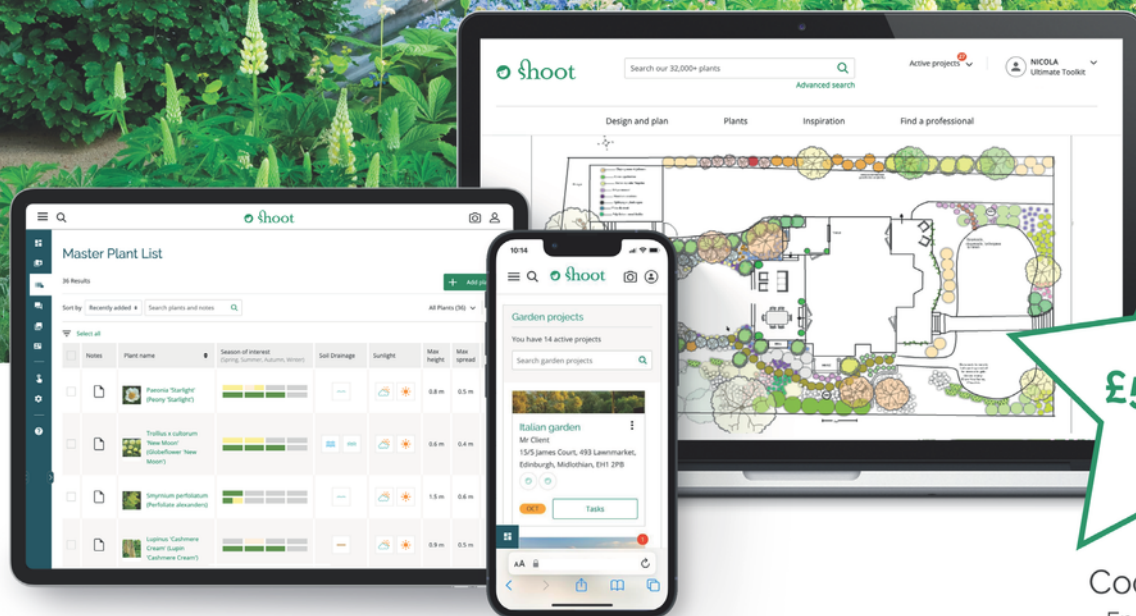 shoot
Search our 32,000+ plants
Advanced search
Active projects
27
NICOLA
Ultimate Toolkit
Design and plan
Plants
Inspiration
Find a professional
shoot
Master Plant List
36 Results
+ Add pla
Sort by
Recently added
Search plants and notes
All Plants (36)
Select all
Notes
Plant name
Season of interest
(Spring, Summer, Autumn, Winter)
Soil Drainage
Sunlight
Max
height
Max
spread
Paeonia 'Starlight'
(Peony 'Starlight')
0.8 m
0.5 m
Trollius x cultorum
'New Moon'
(Globeflower 'New
Moon')
0.6 m
0.4 m
Smyrnium perfoliatum
(Perfoliate alexanders)
1.5 m
0.6 m
Lupinus 'Cashmere
Cream' (Lupin
'Cashmere Cream')
0.9 m
0.5 m
10:14
shoot
Garden projects
You have 14 active projects
Search garden projects
Italian garden
Mr Client
15/5 James Court, 493 Lawnmarket,
Edinburgh, Midlothian, EH1 2PB
OCT
Tasks
1
AA
£5